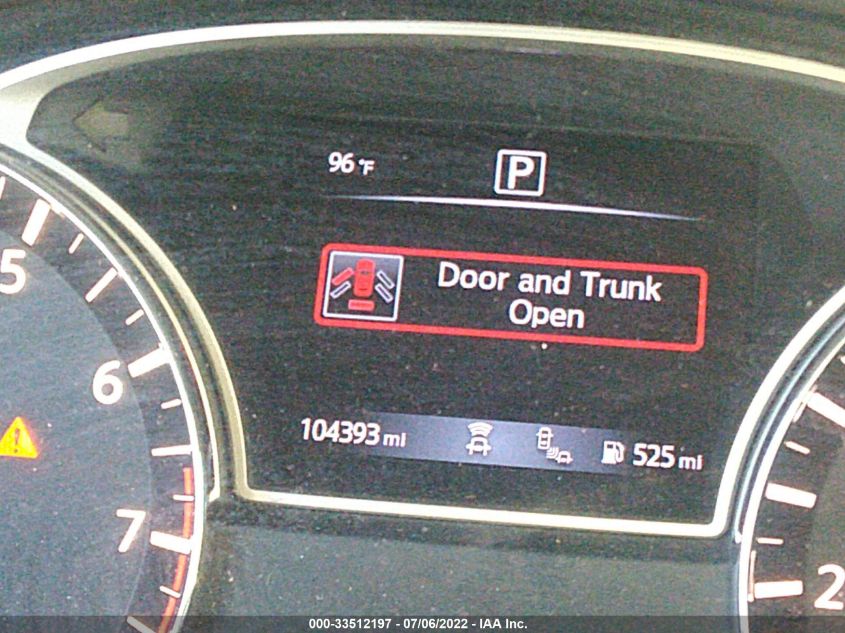 96 °F
P
Door and Trunk
Open
5
6
7
104393 mi
525 mi
2
000-33512197 - 07/06/2022 - IAA Inc.